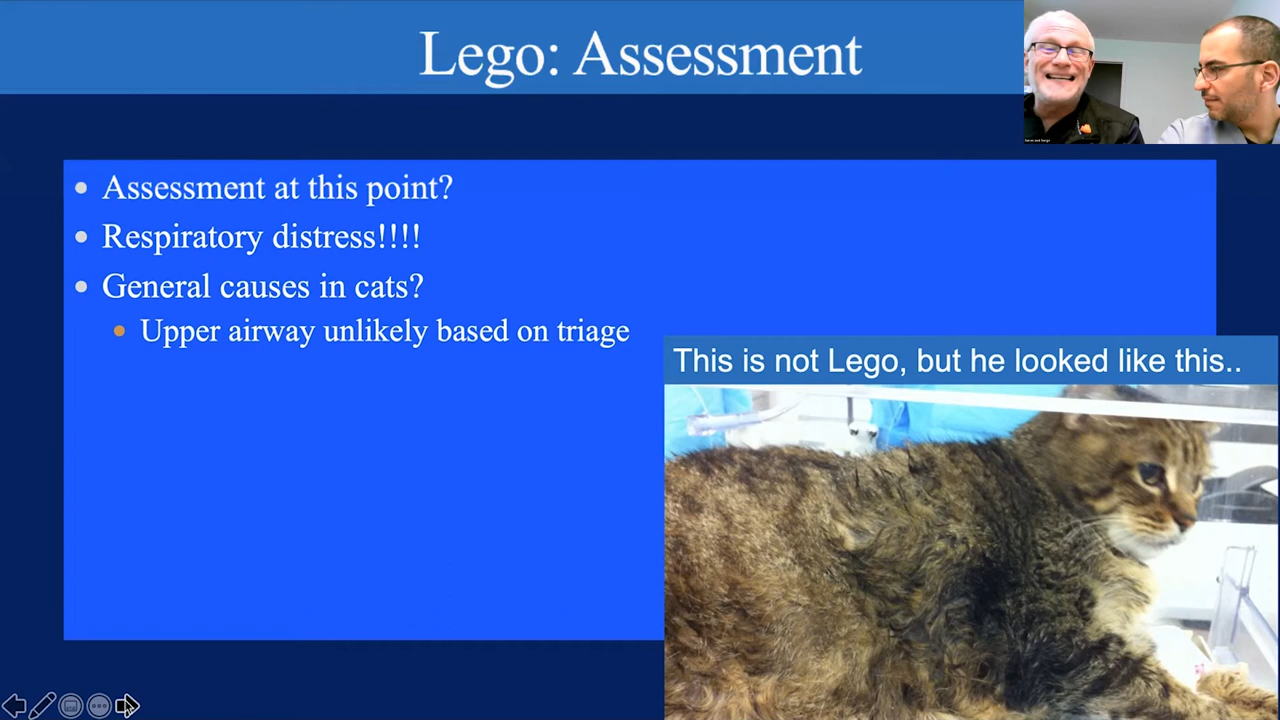 Lego: Assessment
Assessment at this point?
Respiratory distress!!!!
General causes in cats?
Upper airway unlikely based on triage
This is not Lego, but he looked like this..